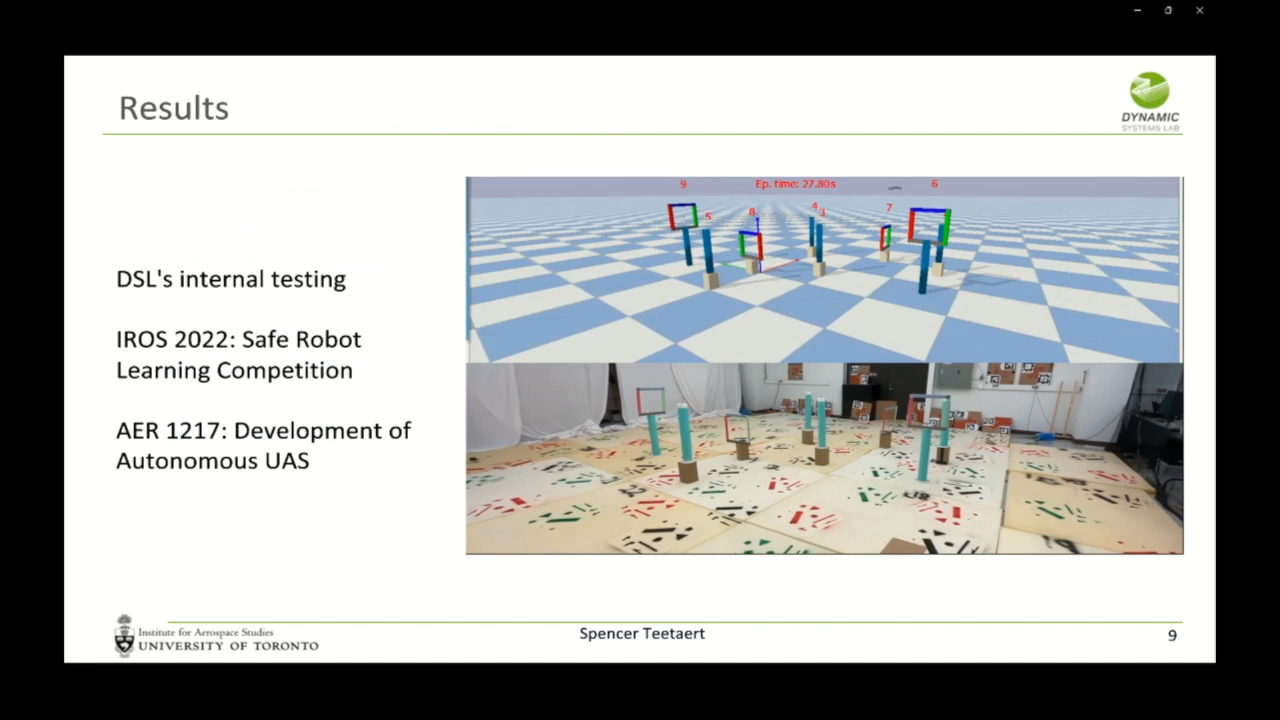 Results
DYNAMIC
SYSTEMS LAB
DSL's internal testing
IROS 2022: Safe Robot
Learning Competition
AER 1217: Development of
Autonomous UAS
9
Ep. time: 27.80s
6
5
8
4
3
7
Institute for Aerospace Studies
UNIVERSITY OF TORONTO
Spencer Teetaert
9